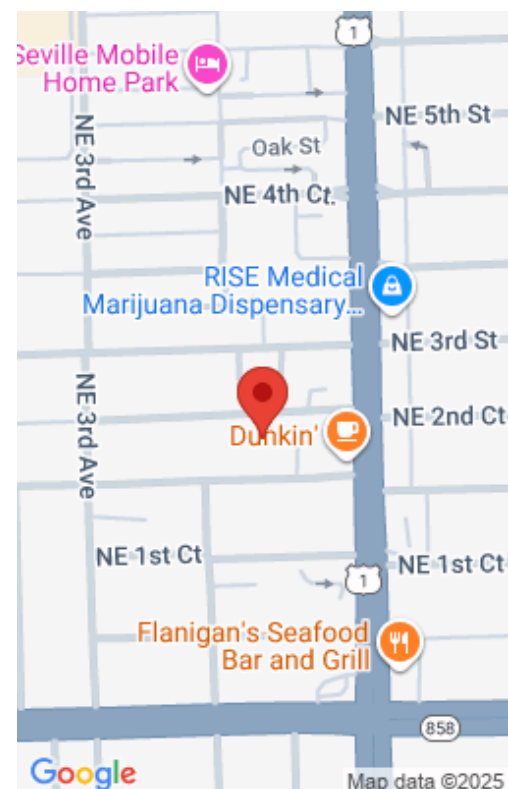 1
Seville Mobile
Home Park
NE 5th St
NE 3rd Ave
Oak St
NE 4th Ct.
RISE Medical
Marijuana Dispensary...
NE 3rd St
NE 3rd Ave
NE 2nd Ct
Dunkin'
NE 1st Ct
NE 1st Ct
1
Flanigan's Seafood
Bar and Grill
858
Google
Map data ©2025